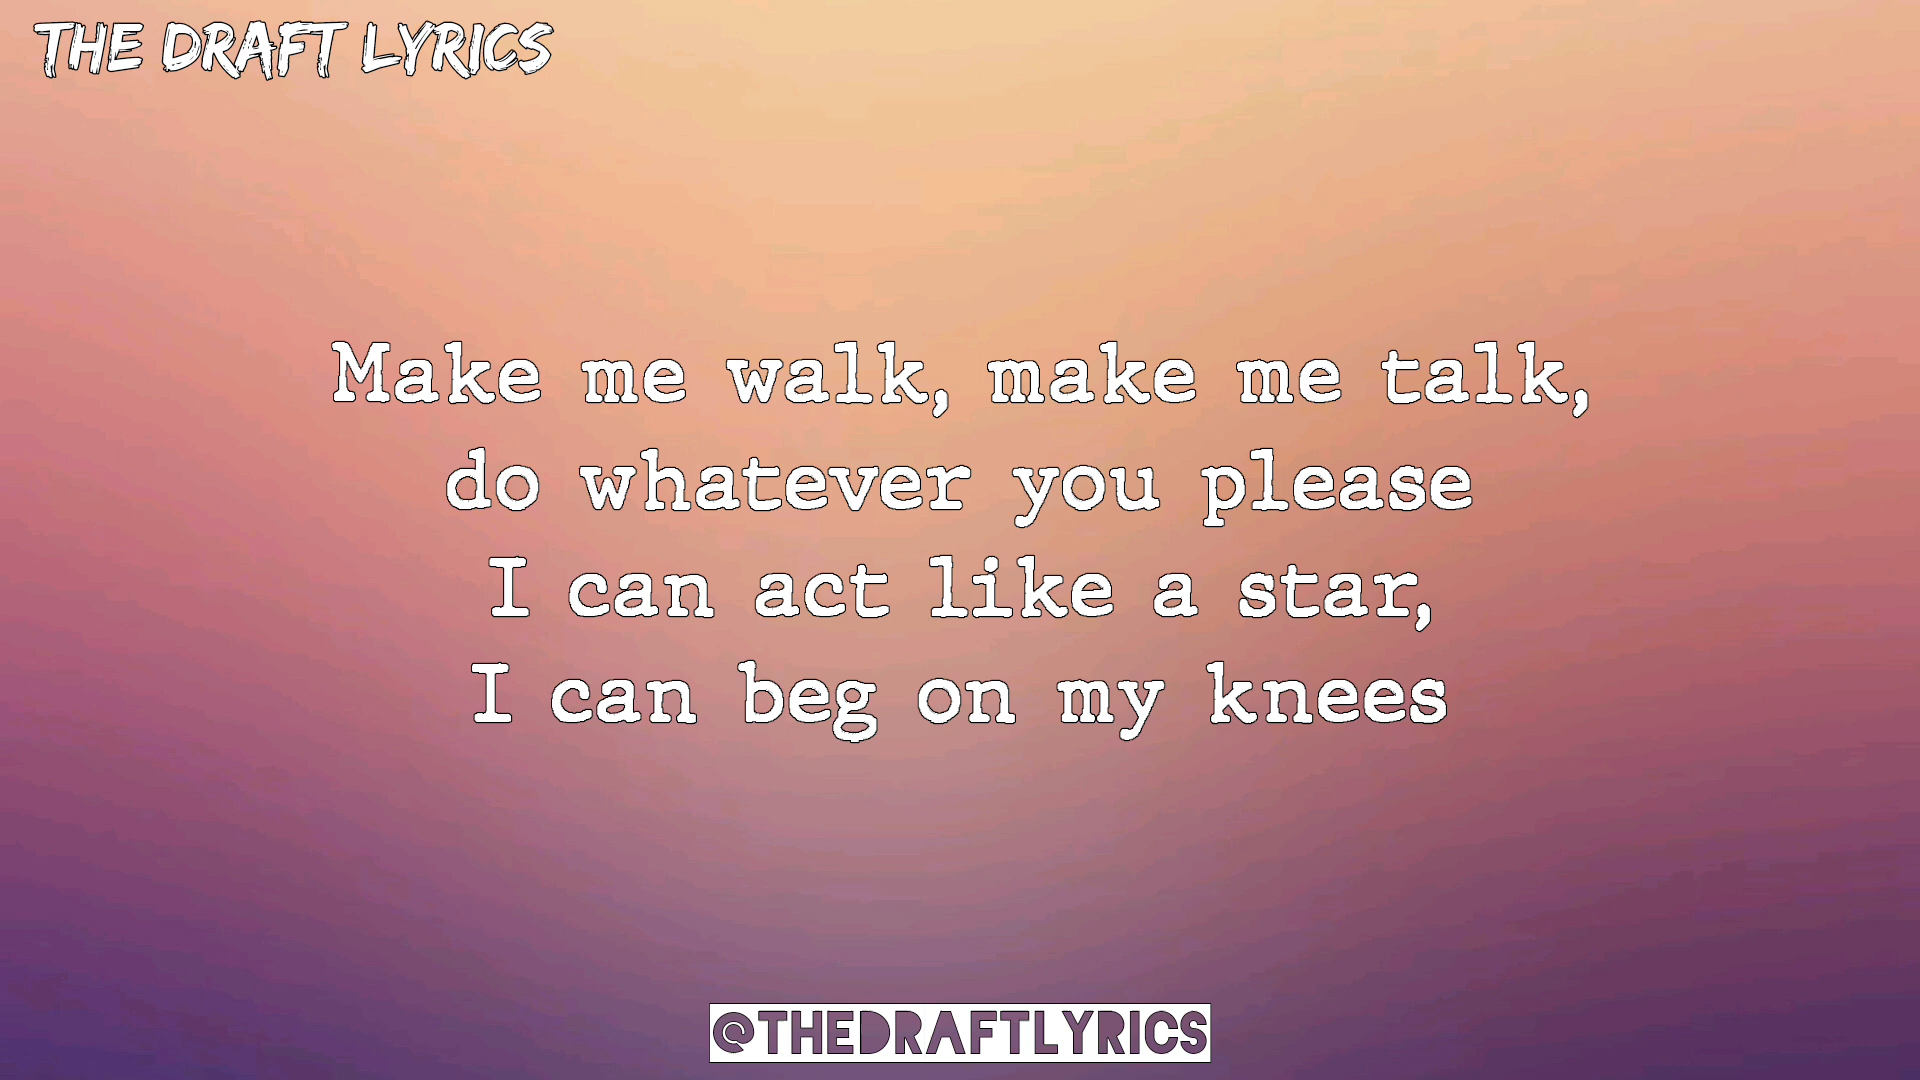 THE DRAFT LYRICS
Make me walk, make me talk,
do whatever you please
I can act like a star,
I can beg on my knees
@THEDRAFTLYRICS